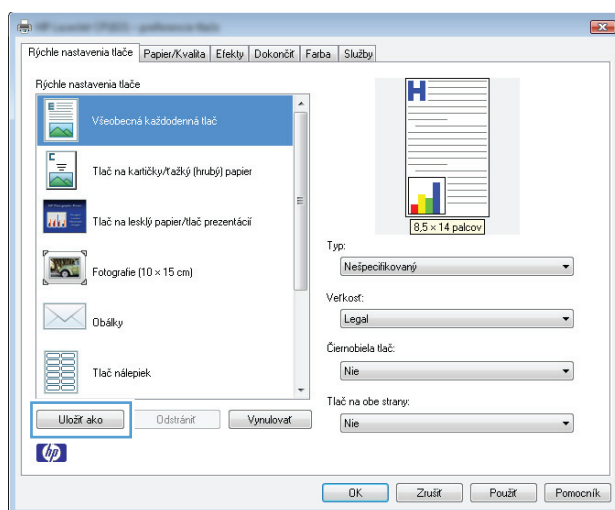 Rýchle nastavenia tlače Papier/Kvalita Efekty Dokončiť Farba Služby
Rýchle nastavenia tlače
Všeobecná každodenná tlač
Tlač na kartičky/ťažký (hrubý) papier
Tlač na lesklý papier/tlač prezentácií
Fotografie (10 × 15 cm)
Obálky
Tlač nálepiek
Uložiť ako Odstrániť Vynulovať
H
8,5 × 14 palcov
Typ:
Nešpecifikovaný
Veľkosť:
Legal
Čiernobiela tlač:
Nie
Tlač na obe strany:
Nie
hp
OK Zrušiť Použiť Pomocník